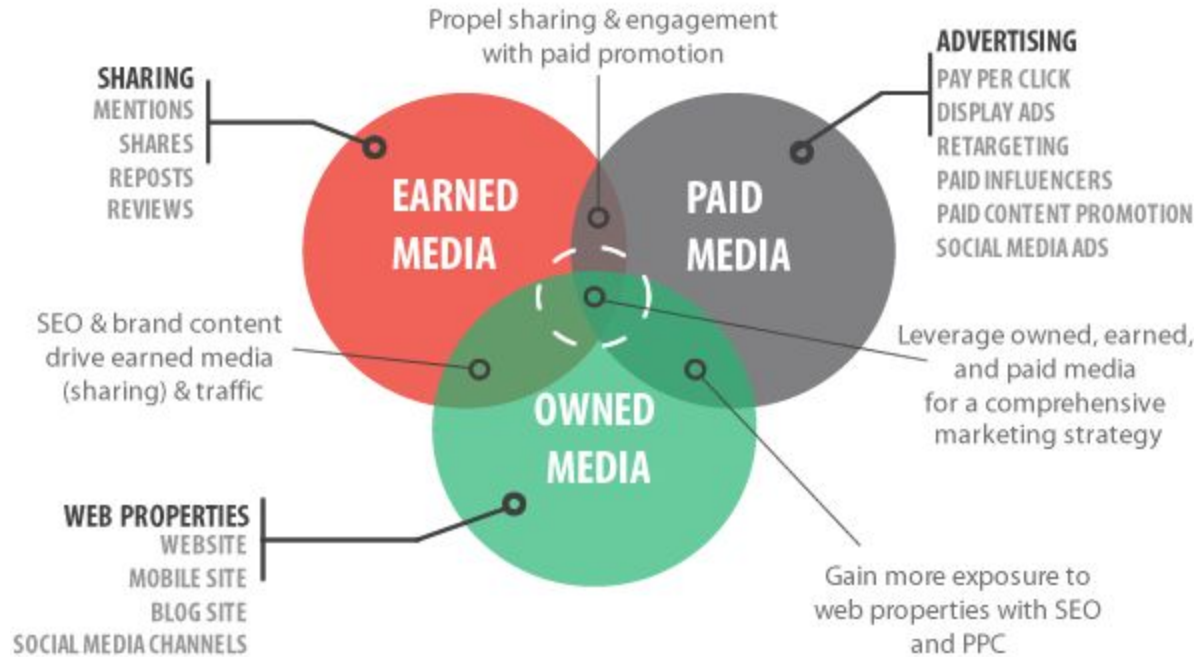 Propel sharing & engagement
with paid promotion
SHARING
MENTIONS
SHARES
REPOSTS
REVIEWS
ADVERTISING
PAY PER CLICK
DISPLAY ADS
RETARGETING
PAID INFLUENCERS
PAID CONTENT PROMOTION
SOCIAL MEDIA ADS
EARNED
MEDIA
PAID
MEDIA
SEO & brand content
drive earned media
(sharing) & traffic
Leverage owned, earned,
and paid media
for a comprehensive
marketing strategy
OWNED
MEDIA
WEB PROPERTIES
WEBSITE
MOBILE SITE
BLOG SITE
SOCIAL MEDIA CHANNELS
Gain more exposure to
web properties with SEO
and PPC